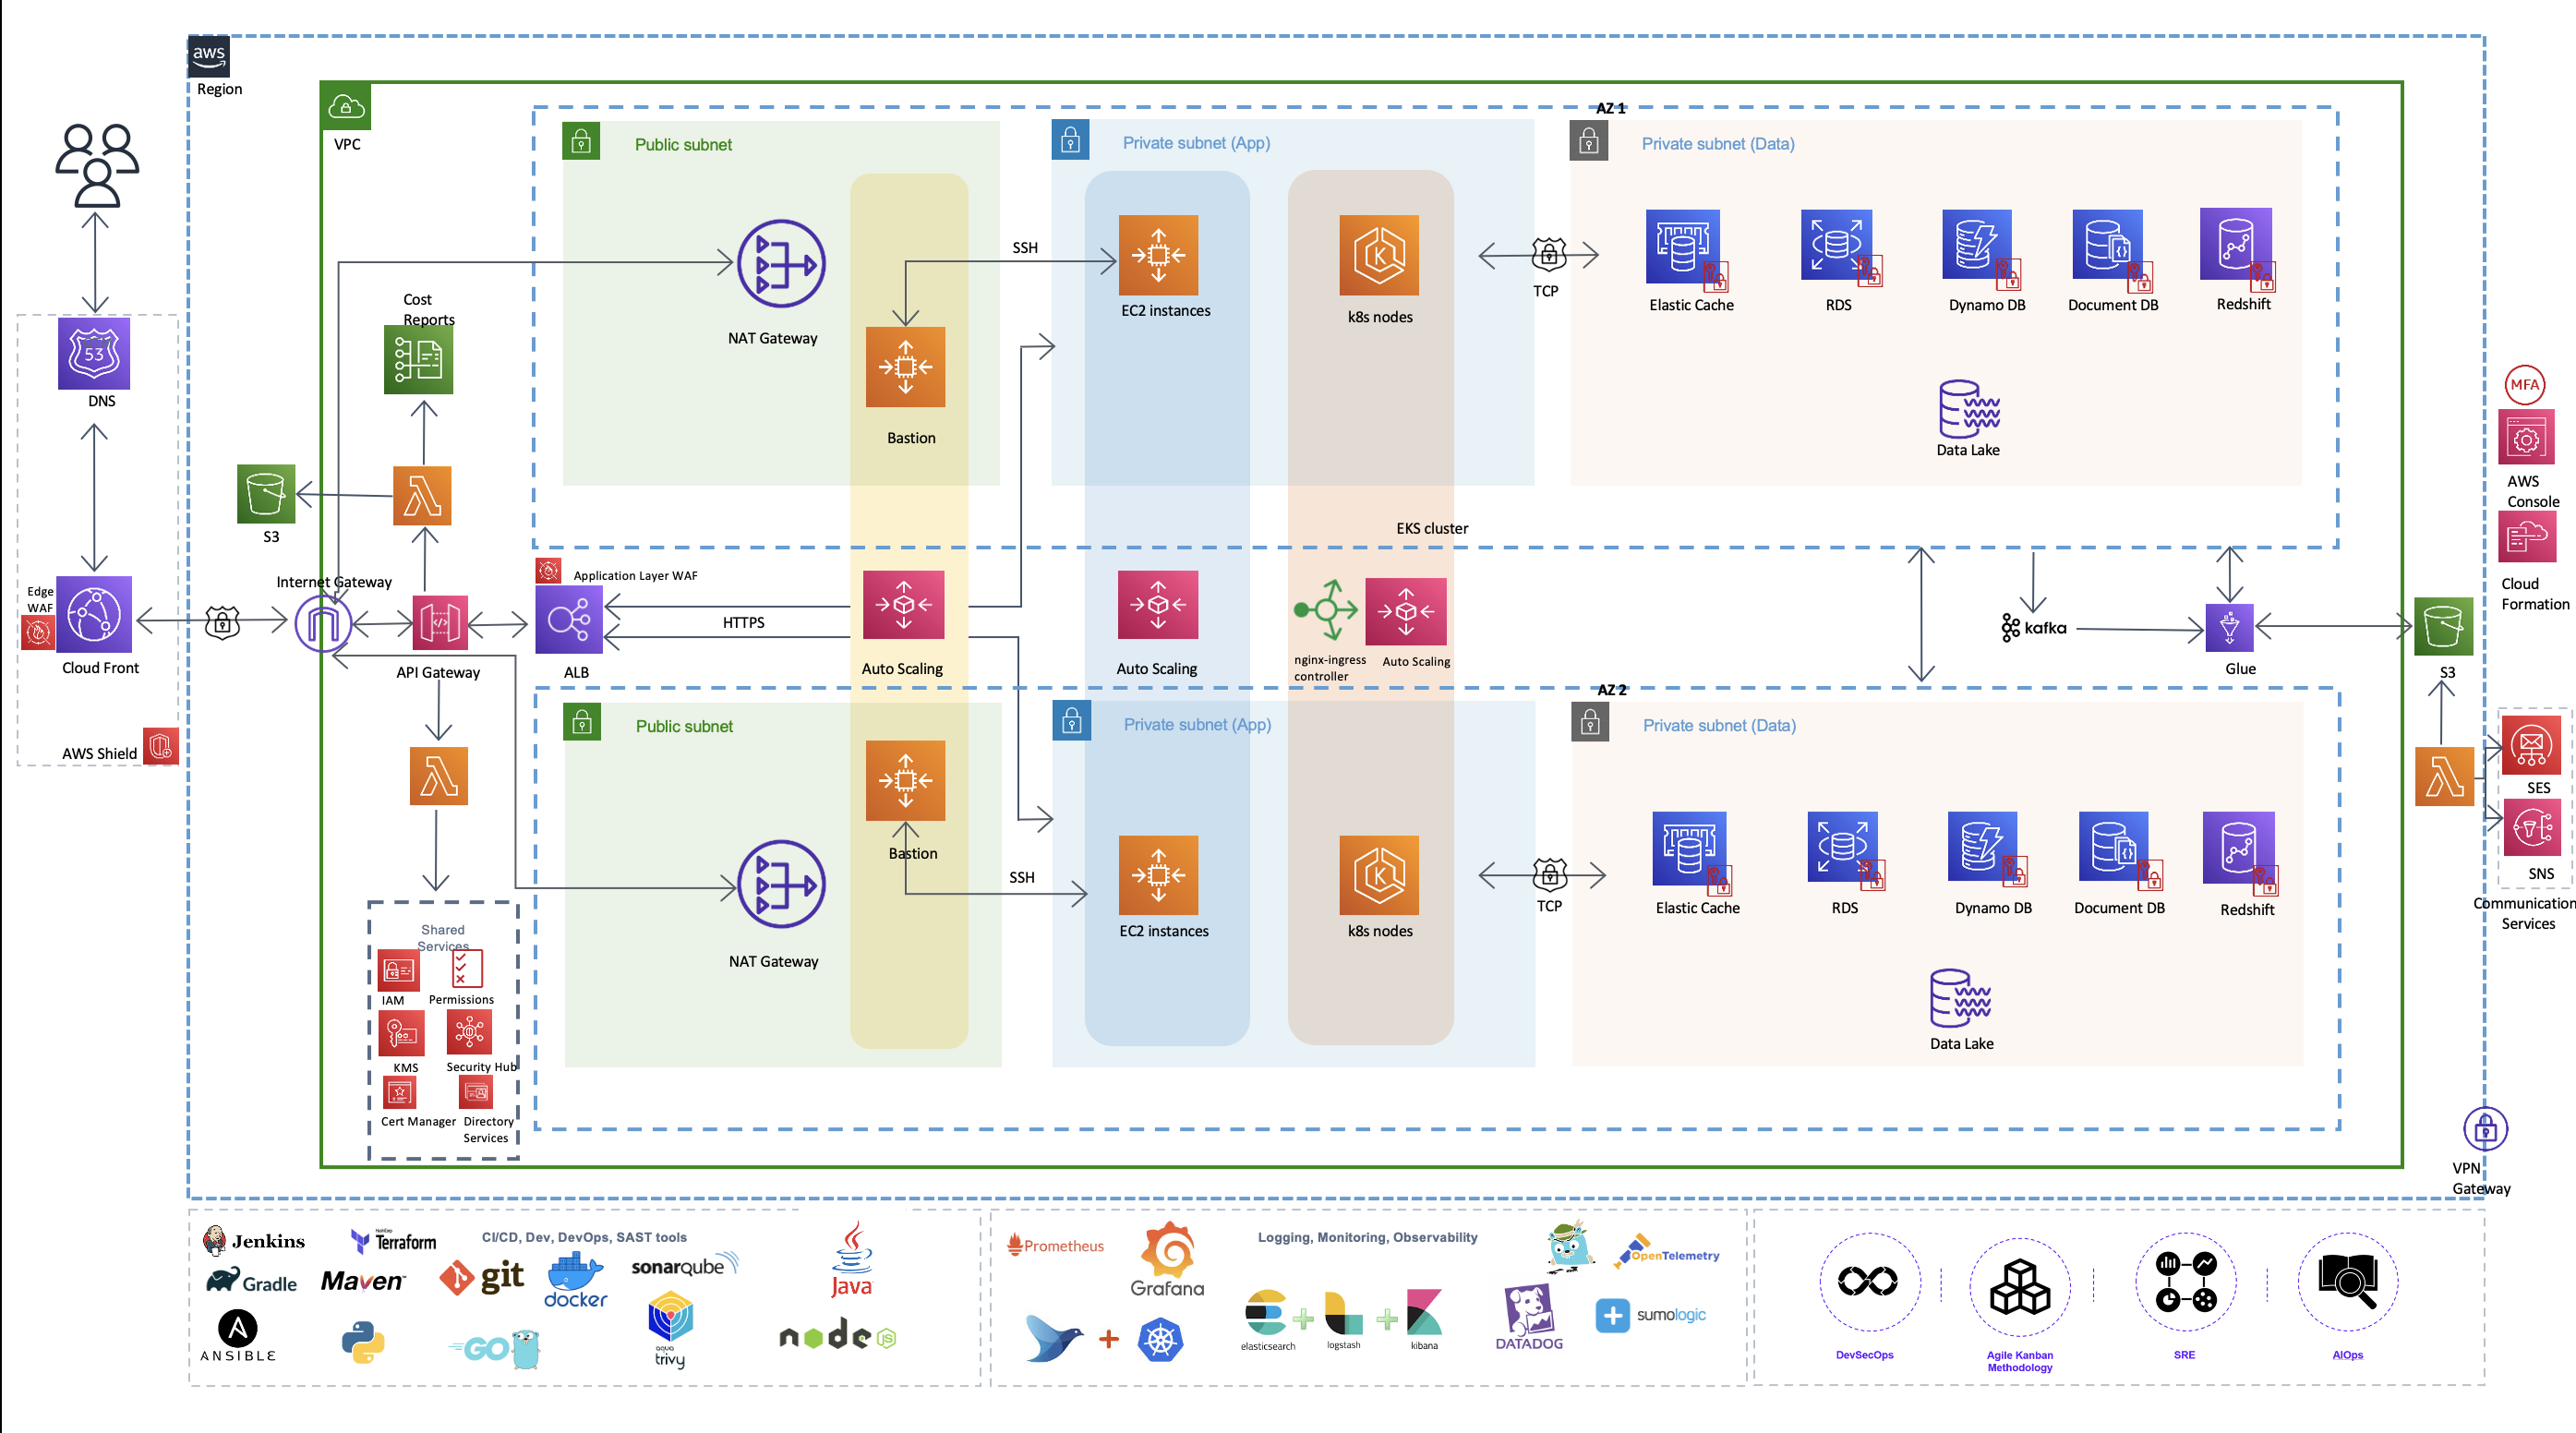 aws
Region
VPC
AZ 1
Public subnet
Private subnet (App)
Private subnet (Data)
SSH
EC2 instances
k8s nodes
TCP
Elastic Cache
RDS
Dynamo DB
Document DB
Redshift
NAT Gateway
Bastion
Data Lake
Cost
Reports
53
DNS
MFA
AWS
Console
S3
EKS cluster
Internet Gateway
Application Layer WAF
Edge
WAF
Cloud Front
API Gateway
HTTPS
ALB
Auto Scaling
Auto Scaling
nginx-ingress
controller
Auto Scaling
kafka
Glue
S3
Cloud
Formation
AWS Shield
AZ 2
Public subnet
Private subnet (App)
Private subnet (Data)
Bastion
SSH
EC2 instances
k8s nodes
TCP
Elastic Cache
RDS
Dynamo DB
Document DB
Redshift
NAT Gateway
Data Lake
SES
SNS
Communication
Services
Shared
Services
IAM
Permissions
KMS
Security Hub
Cert Manager
Directory
Services
VPN
Gateway
CI/CD, Dev, DevOps, SAST tools
Jenkins
HashiCorp
Terraform
Gradle
Maven
git
docker
sonarqube
Java
ANSIBLE
GO
aqua
trivy
node
JS
Logging, Monitoring, Observability
Prometheus
Grafana
OpenTelemetry
elasticsearch
logstash
kibana
DATADOG
sumologic
DevSecOps
Agile Kanban
Methodology
SRE
AIOps